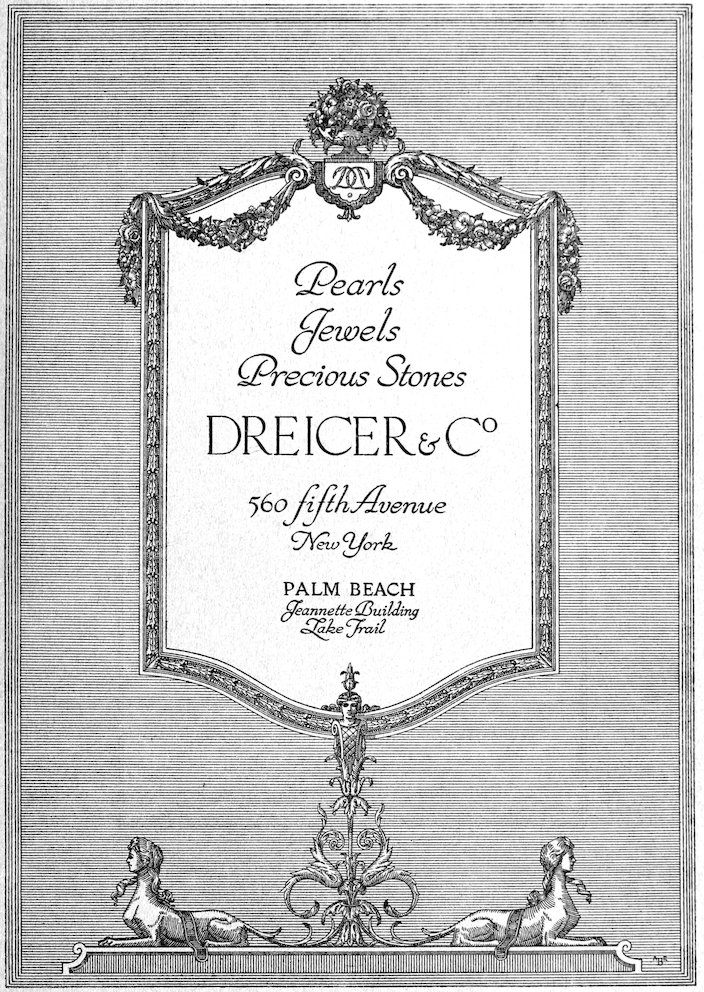 Pearls
Jewels
Precious Stones
DREICER & Cº
560 fifth Avenue
New York
PALM BEACH
Jeannette Building
Lake Trail